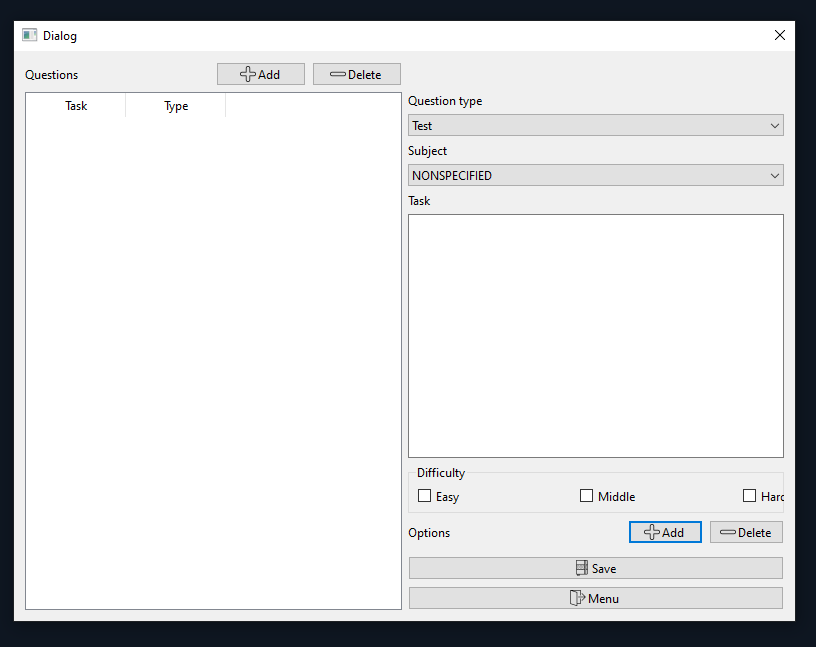 Dialog
Questions Add Delete
Task Type
Question type
Test
Subject
NONSPECIFIED
Task
Difficulty
Easy Middle Hard
Options Add Delete
Save
Menu